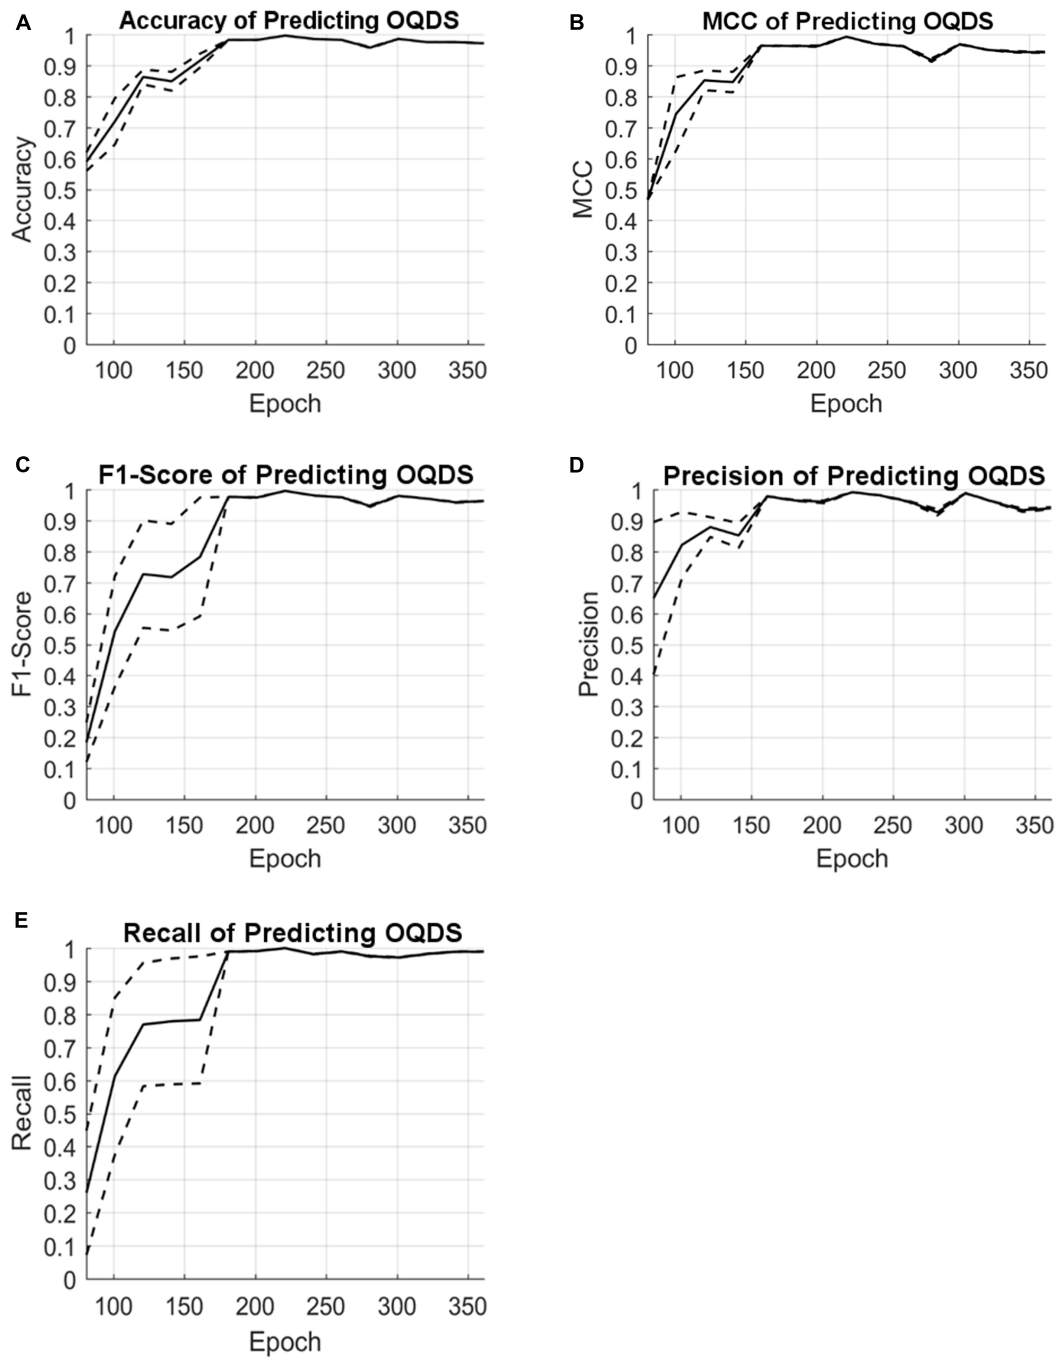 A
Accuracy of Predicting OQDS
1
0.9
0.8
0.7
0.6
0.5
0.4
0.3
0.2
0.1
0
Accuracy
100 150 200 250 300 350
Epoch
B
MCC of Predicting OQDS
1
0.9
0.8
0.7
0.6
0.5
0.4
0.3
0.2
0.1
0
MCC
100 150 200 250 300 350
Epoch
C
F1-Score of Predicting OQDS
1
0.9
0.8
0.7
0.6
0.5
0.4
0.3
0.2
0.1
0
F1-Score
100 150 200 250 300 350
Epoch
D
Precision of Predicting OQDS
1
0.9
0.8
0.7
0.6
0.5
0.4
0.3
0.2
0.1
0
Precision
100 150 200 250 300 350
Epoch
E
Recall of Predicting OQDS
1
0.9
0.8
0.7
0.6
0.5
0.4
0.3
0.2
0.1
0
Recall
100 150 200 250 300 350
Epoch